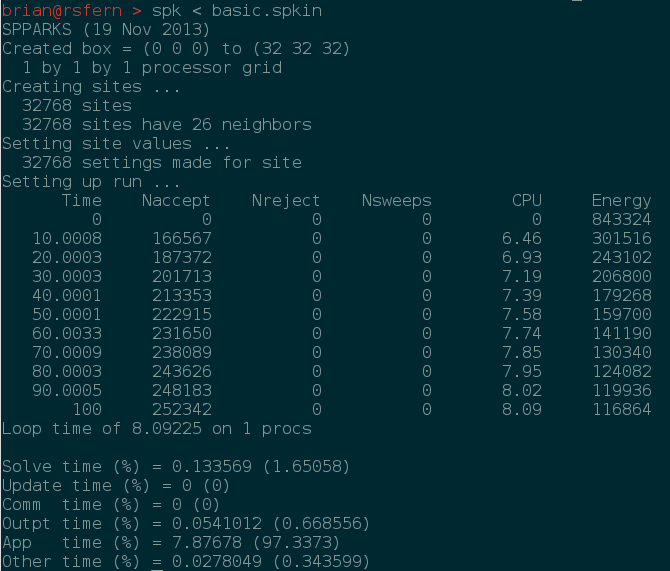 brian@rsfern > spk < basic.spkin
SPPARKS (19 Nov 2013)
Created box = (0 0 0) to (32 32 32)
  1 by 1 by 1 processor grid
Creating sites ...
  32768 sites
  32768 sites have 26 neighbors
Setting site values ...
  32768 settings made for site
Setting up run ...
      Time    Naccept    Nreject    Nsweeps        CPU     Energy
         0          0          0          0          0     843324
   10.0008     166567          0          0       6.46     301516
   20.0003     187372          0          0       6.93     243102
   30.0003     201713          0          0       7.19     206800
   40.0001     213353          0          0       7.39     179268
   50.0001     222915          0          0       7.58     159700
   60.0033     231650          0          0       7.74     141190
   70.0009     238089          0          0       7.85     130340
   80.0003     243626          0          0       7.95     124082
   90.0005     248183          0          0       8.02     119936
       100     252342          0          0       8.09     116864
Loop time of 8.09225 on 1 procs

Solve time (%) = 0.133569 (1.65058)
Update time (%) = 0 (0)
Comm  time (%) = 0 (0)
Outpt time (%) = 0.0541012 (0.668556)
App   time (%) = 7.87678 (97.3373)
Other time (%) = 0.0278049 (0.343599)